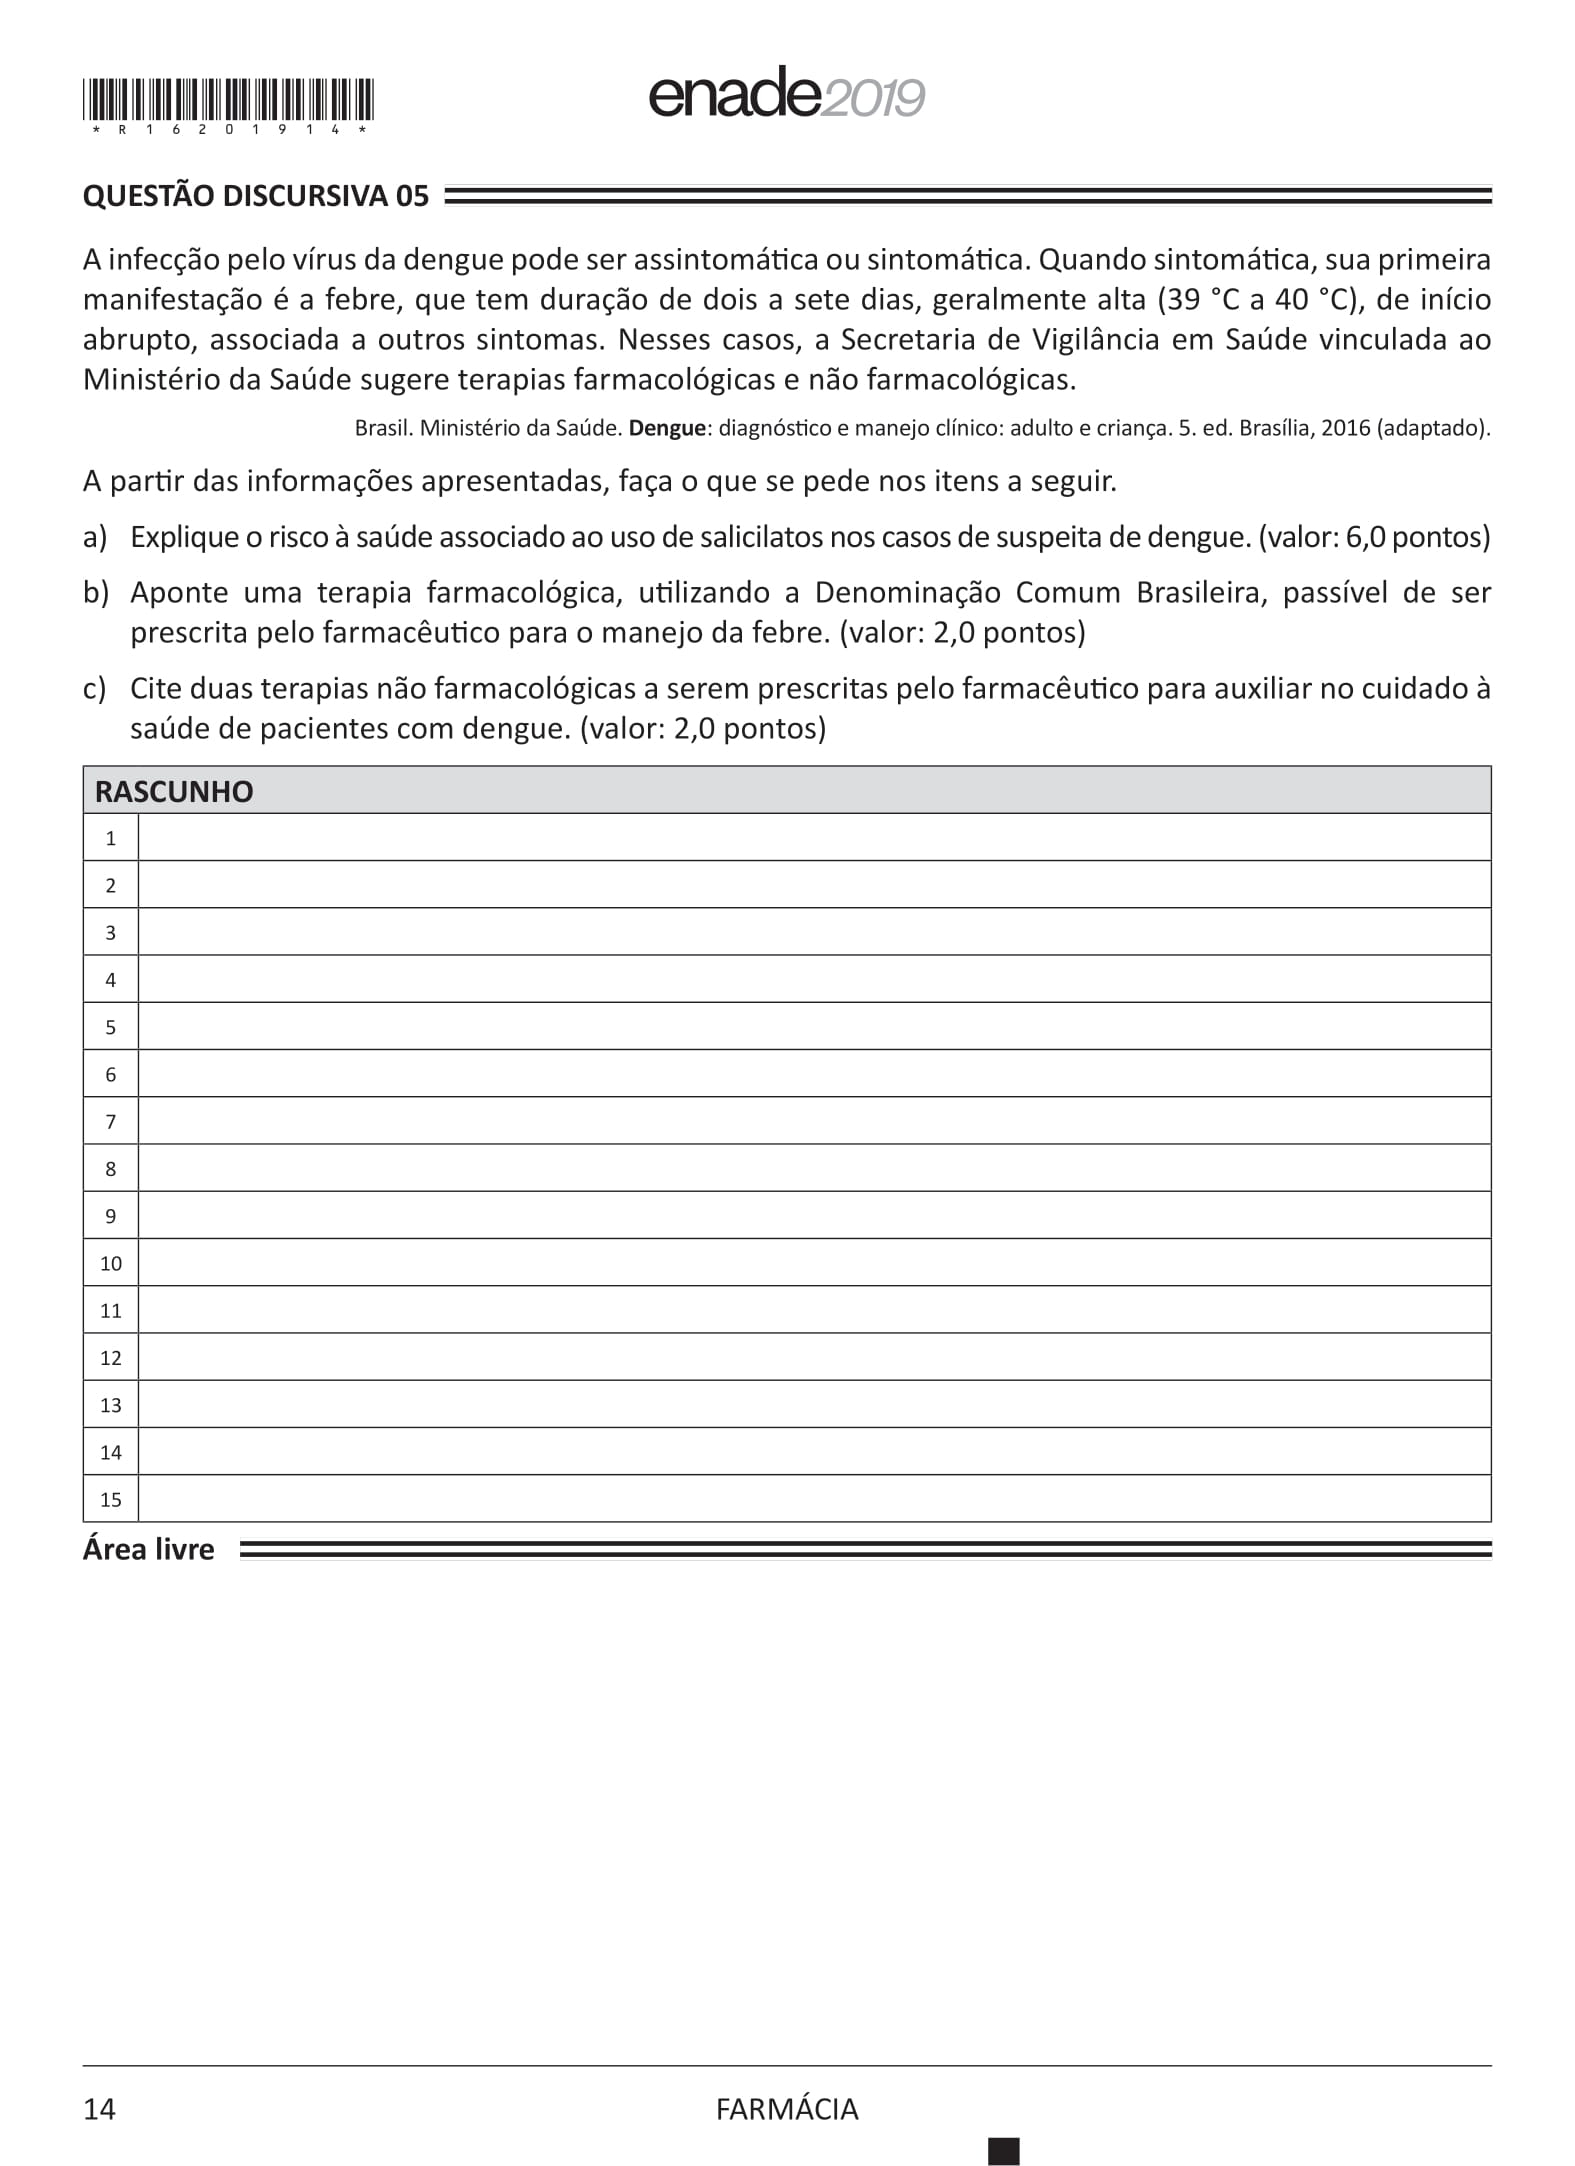 *R16201914*
enade2019
QUESTÃO DISCURSIVA 05
A infecção pelo vírus da dengue pode ser assintomática ou sintomática. Quando sintomática, sua primeira
manifestação é a febre, que tem duração de dois a sete dias, geralmente alta (39 °C a 40 °C), de início
abrupto, associada a outros sintomas. Nesses casos, a Secretaria de Vigilância em Saúde vinculada ao
Ministério da Saúde sugere terapias farmacológicas e não farmacológicas.
Brasil. Ministério da Saúde. Dengue: diagnóstico e manejo clínico: adulto e criança. 5. ed. Brasília, 2016 (adaptado).
A partir das informações apresentadas, faça o que se pede nos itens a seguir.
a) Explique o risco à saúde associado ao uso de salicilatos nos casos de suspeita de dengue. (valor: 6,0 pontos)
b) Aponte uma terapia farmacológica, utilizando a Denominação Comum Brasileira, passível de ser
prescrita pelo farmacêutico para o manejo da febre. (valor: 2,0 pontos)
c) Cite duas terapias não farmacológicas a serem prescritas pelo farmacêutico para auxiliar no cuidado à
saúde de pacientes com dengue. (valor: 2,0 pontos)
RASCUNHO
1
2
3
4
5
6
7
8
9
10
11
12
13
14
15
Área livre
14
FARMÁCIA